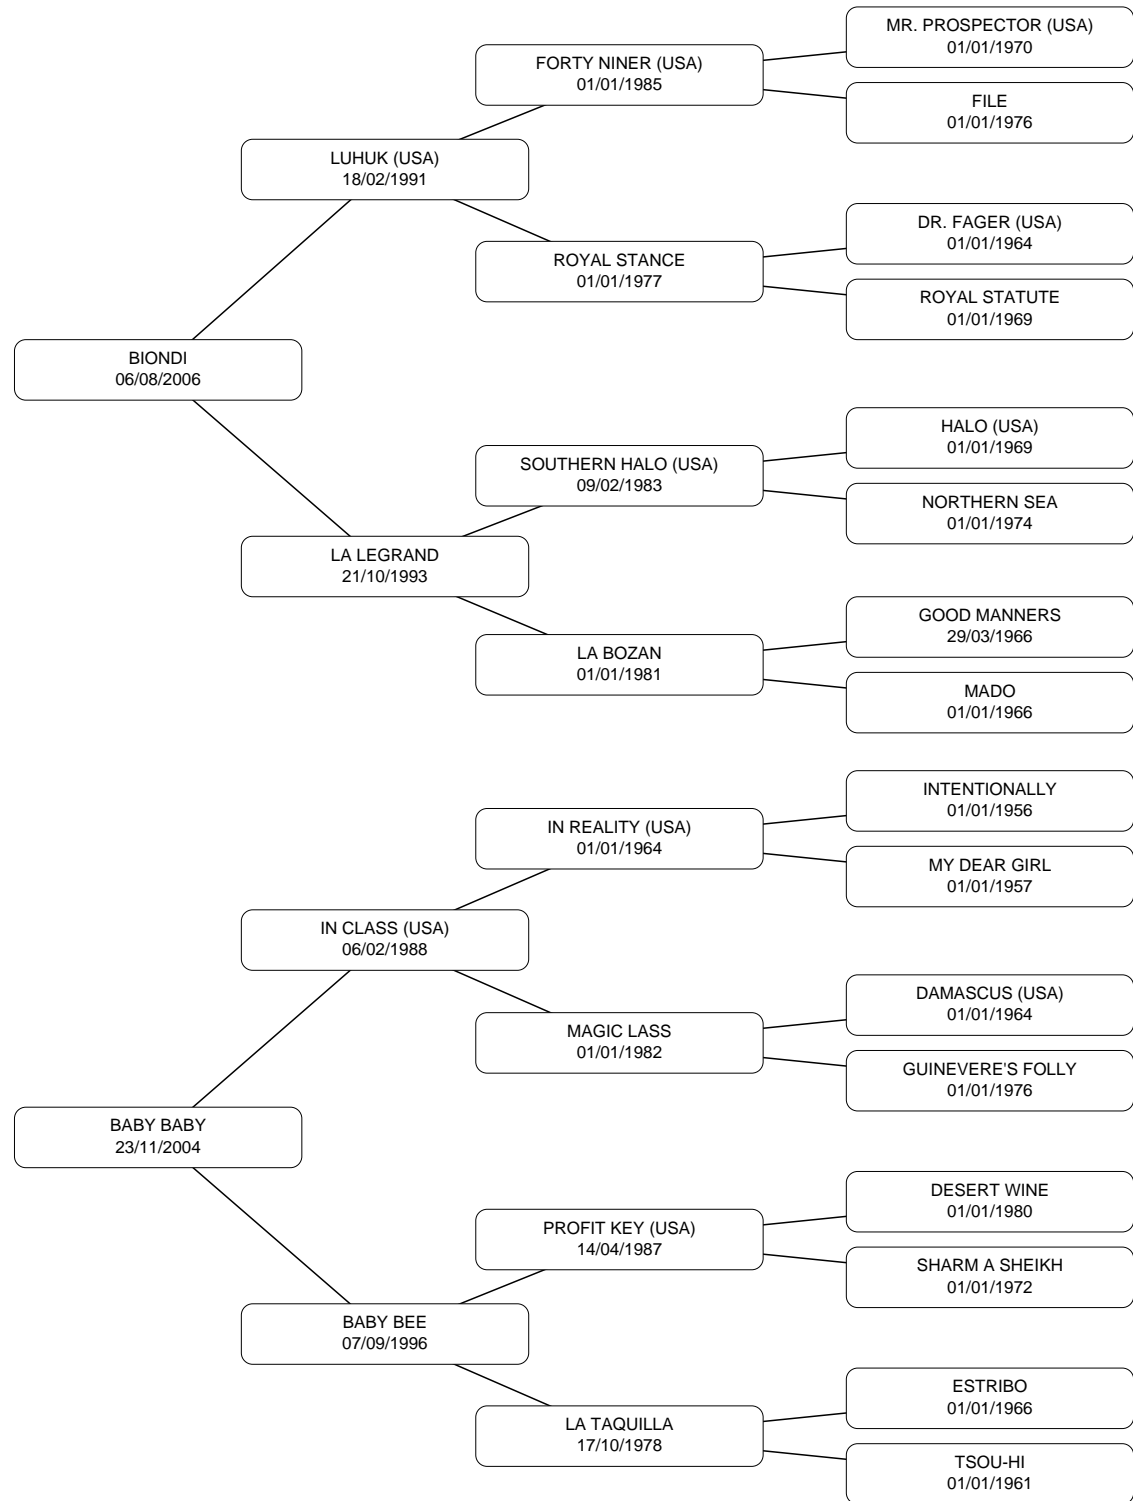 MR. PROSPECTOR (USA)
01/01/1970
FORTY NINER (USA)
01/01/1985
FILE
01/01/1976
LUHUK (USA)
18/02/1991
DR. FAGER (USA)
01/01/1964
ROYAL STANCE
01/01/1977
ROYAL STATUTE
01/01/1969
BIONDI
06/08/2006
HALO (USA)
01/01/1969
SOUTHERN HALO (USA)
09/02/1983
NORTHERN SEA
01/01/1974
LA LEGRAND
21/10/1993
GOOD MANNERS
29/03/1966
LA BOZAN
01/01/1981
MADO
01/01/1966
INTENTIONALLY
01/01/1956
IN REALITY (USA)
01/01/1964
MY DEAR GIRL
01/01/1957
IN CLASS (USA)
06/02/1988
DAMASCUS (USA)
01/01/1964
MAGIC LASS
01/01/1982
GUINEVERE'S FOLLY
01/01/1976
BABY BABY
23/11/2004
DESERT WINE
01/01/1980
PROFIT KEY (USA)
14/04/1987
SHARM A SHEIKH
01/01/1972
BABY BEE
07/09/1996
ESTRIBO
01/01/1966
LA TAQUILLA
17/10/1978
TSOU-HI
01/01/1961